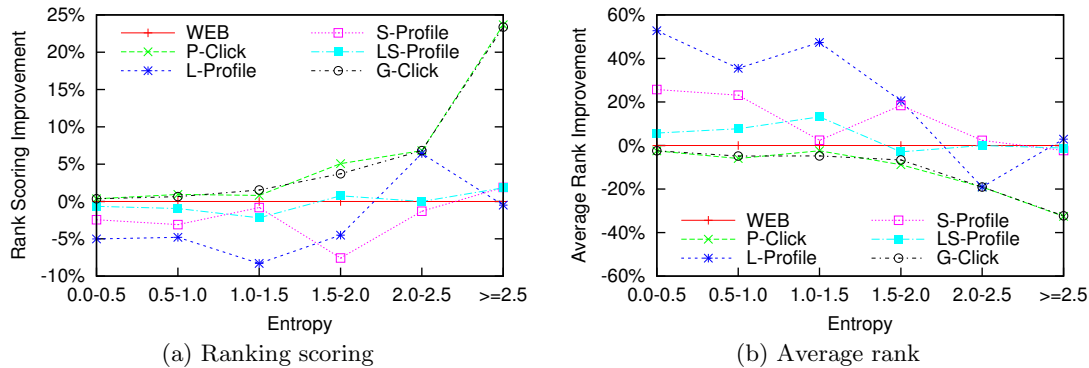 25%
20%
15%
10%
5%
0%
-5%
-10%
Rank Scoring Improvement
WEB
P-Click
L-Profile
S-Profile
LS-Profile
G-Click
0.0-0.5 0.5-1.0 1.0-1.5 1.5-2.0 2.0-2.5 >=2.5
Entropy
(a) Ranking scoring
60%
40%
20%
0%
-20%
-40%
-60%
Average Rank Improvement
WEB
P-Click
L-Profile
S-Profile
LS-Profile
G-Click
0.0-0.5 0.5-1.0 1.0-1.5 1.5-2.0 2.0-2.5 >=2.5
Entropy
(b) Average rank